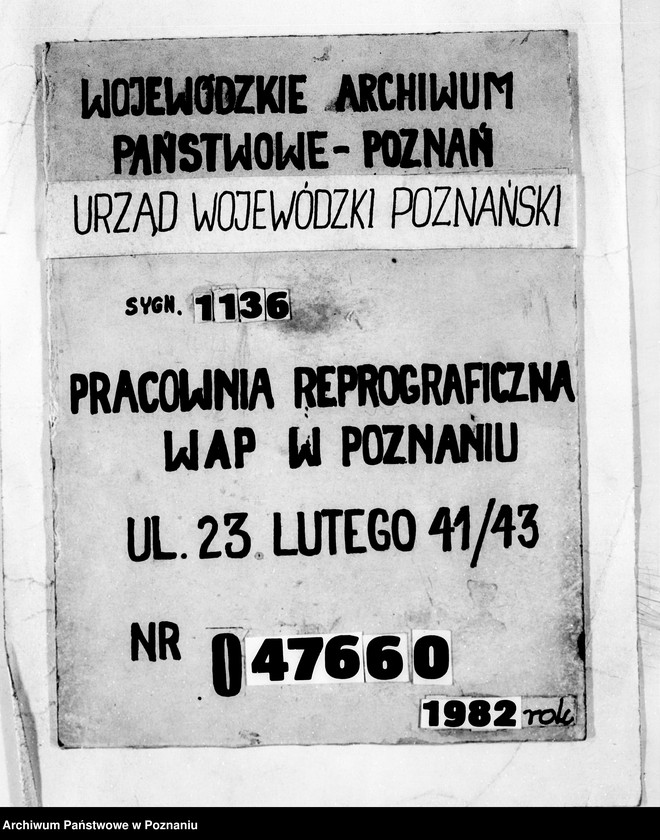 WOJEWÓDZKIE ARCHIWUM
PAŃSTWOWE - POZNAŃ
URZĄD WOJEWÓDZKI POZNAŃSKI
SYGN. 1136
PRACOWNIA REPROGRAFICZNA
WAP W POZNANIU
UL. 23 LUTEGO 41/43
NR 047660
1982 rok
Archiwum Państwowe w Poznaniu